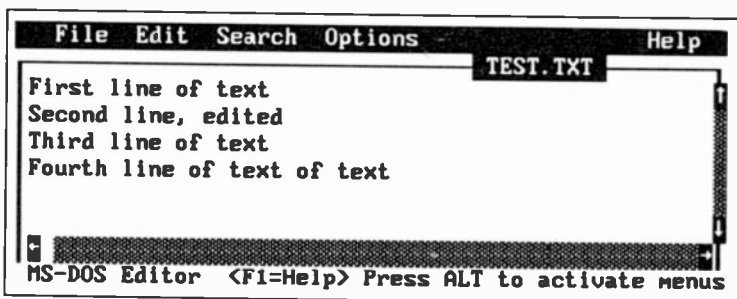 File Edit Search Options Help
TEST.TXT
First line of text
Second line, edited
Third line of text
Fourth line of text of text
MS-DOS Editor <F1=Help> Press ALT to activate menus